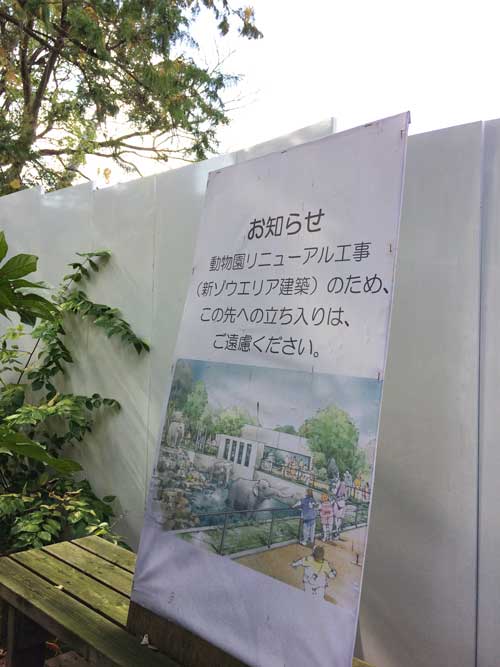 お知らせ
動物園リニューアル工事
（新ゾウエリア建築）のため、
この先への立ち入りは、
ご遠慮ください。